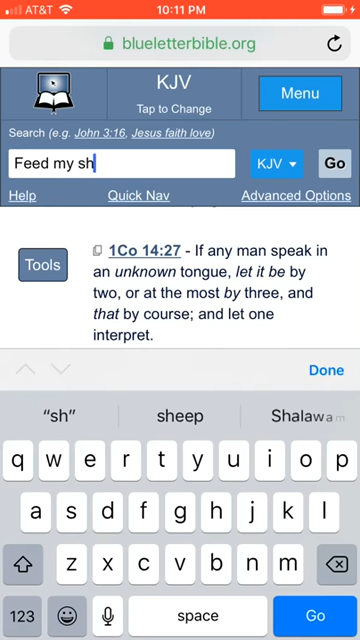 AT&T 10:11 PM
blueletterbible.org
KJV
Tap to Change
Menu
Search (e.g. John 3:16, Jesus faith love)
Feed my sh
KJV
Go
Help Quick Nav Advanced Options
Tools
1Co 14:27 - If any man speak in
an unknown tongue, let it be by
two, or at the most by three, and
that by course; and let one
interpret.
Done
“sh” sheep Shalawam
q w e r t y u i o p
a s d f g h j k l
z x c v b n m
123 space Go